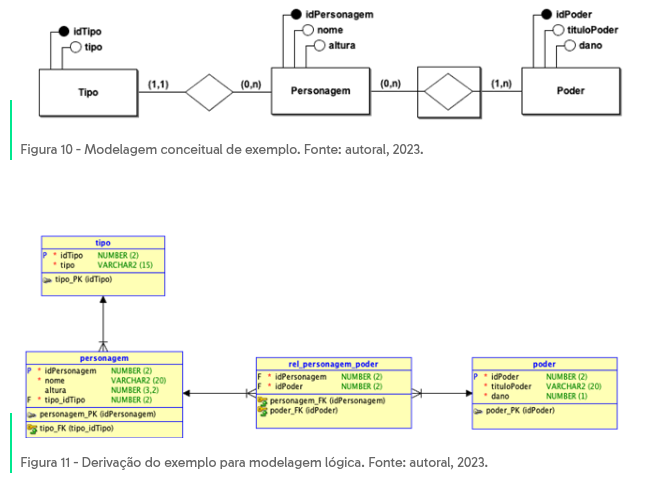 idTipo
tipo
idPersonagem
nome
altura
idPoder
tituloPoder
dano
Tipo
(1,1)
(0,n)
Personagem
(0,n)
(1,n)
Poder
Figura 10 - Modelagem conceitual de exemplo. Fonte: autoral, 2023.
tipo
P * idTipo NUMBER (2)
* tipo VARCHAR2 (15)
tipo_PK (idTipo)
personagem
P * idPersonagem NUMBER (2)
* nome VARCHAR2 (20)
altura NUMBER (3,2)
F * tipo_idTipo NUMBER (2)
personagem_PK (idPersonagem)
tipo_FK (tipo_idTipo)
rel_personagem_poder
F * idPersonagem NUMBER (2)
F * idPoder NUMBER (2)
personagem_FK (idPersonagem)
poder_FK (idPoder)
poder
P * idPoder NUMBER (2)
* tituloPoder VARCHAR2 (20)
* dano NUMBER (1)
poder_PK (idPoder)
Figura 11 - Derivação do exemplo para modelagem lógica. Fonte: autoral, 2023.